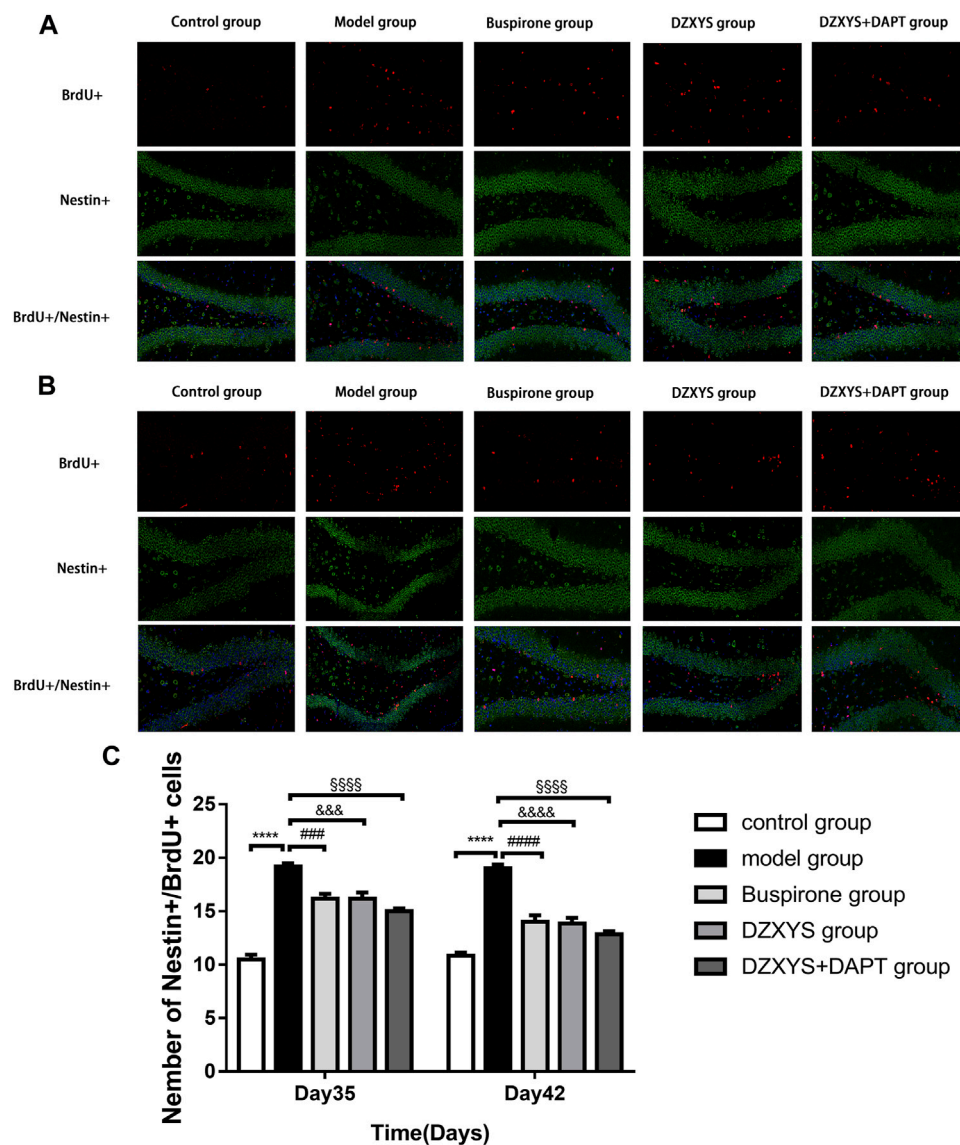 A
Control group Model group Buspirone group DZXYS group DZXYS+DAPT group
BrdU+
Nestin+
BrdU+/Nestin+
B
Control group Model group Buspirone group DZXYS group DZXYS+DAPT group
BrdU+
Nestin+
BrdU+/Nestin+
C
Nember of Nestin+/BrdU+ cells
25
20
15
10
5
0
§§§§
&&&
**** ###
§§§§
&&&&
**** ####
Day35 Day42
Time(Days)
control group
model group
Buspirone group
DZXYS group
DZXYS+DAPT group